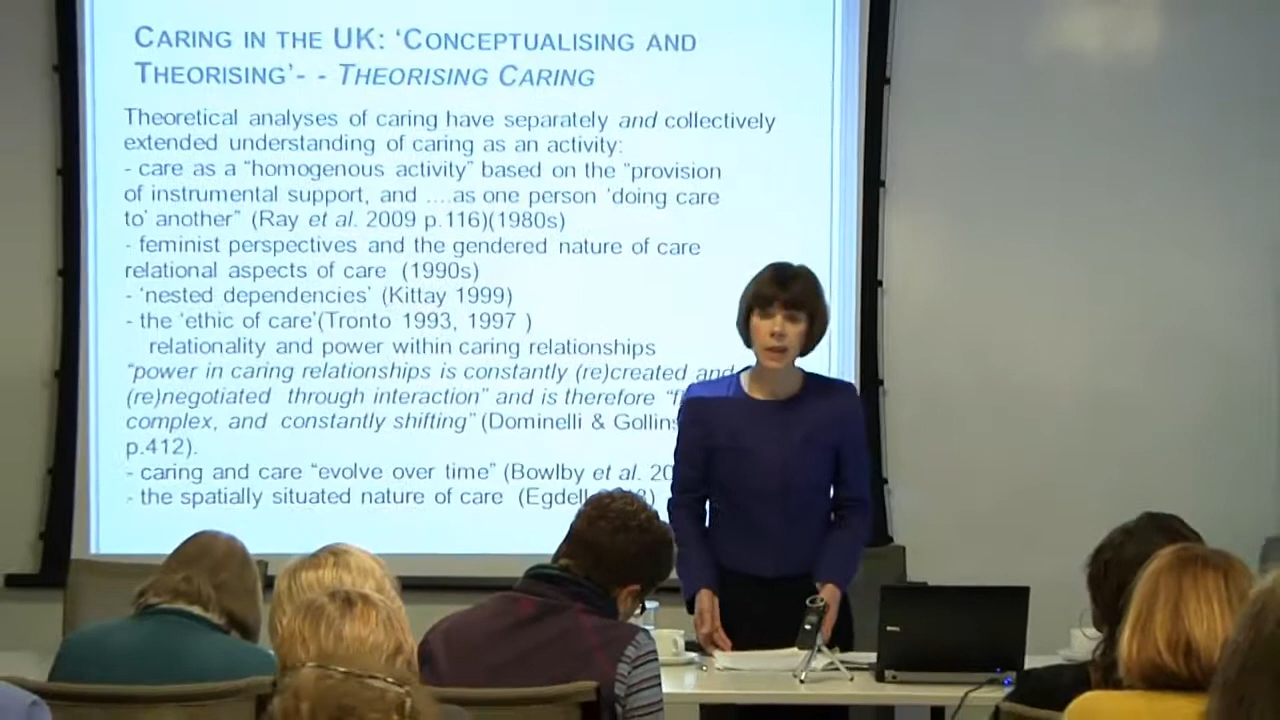 CARING IN THE UK: ‘CONCEPTUALISING AND
THEORISING’- - THEORISING CARING
Theoretical analyses of caring have separately and collectively
extended understanding of caring as an activity:
- care as a “homogenous activity” based on the “provision
of instrumental support, and ....as one person ‘doing care
to’ another” (Ray et al. 2009 p.116)(1980s)
- feminist perspectives and the gendered nature of care
relational aspects of care (1990s)
- ‘nested dependencies’ (Kittay 1999)
- the ‘ethic of care’(Tronto 1993, 1997 )
relationality and power within caring relationships
“power in caring relationships is constantly (re)created and
(re)negotiated through interaction” and is therefore
complex, and constantly shifting” (Dominelli & Gollins
p.412).
- caring and care “evolve over time” (Bowlby et al.
- the spatially situated nature of care (Egdell